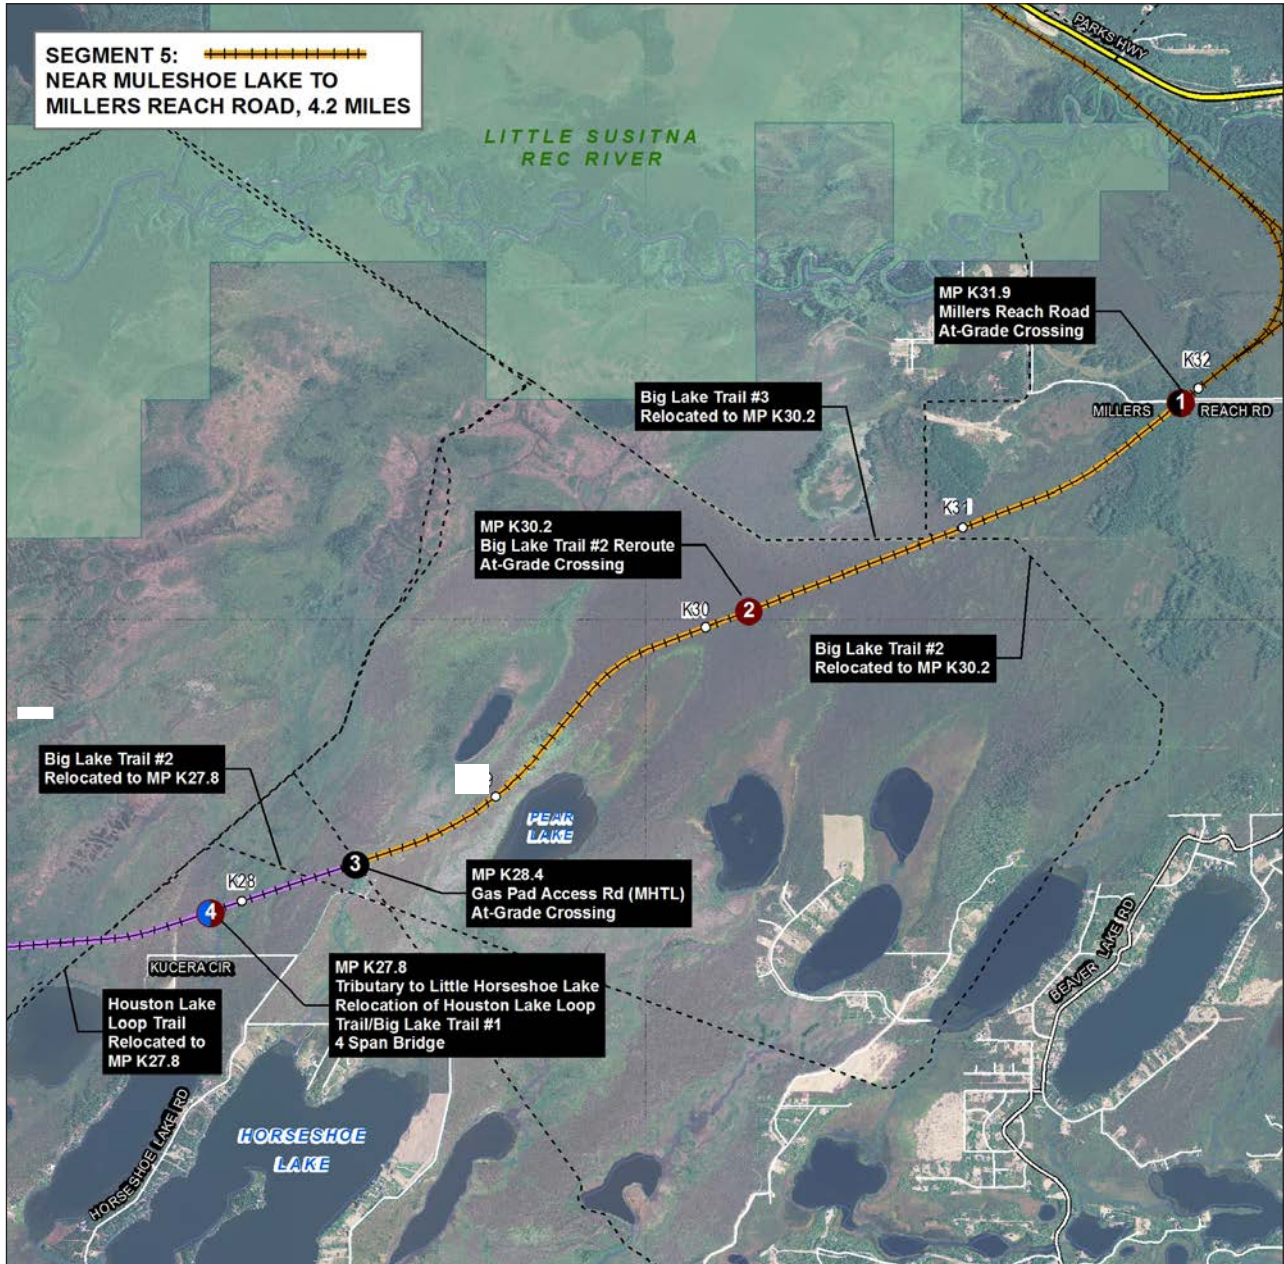 SEGMENT 5:
NEAR MULESHOE LAKE TO
MILLERS REACH ROAD, 4.2 MILES
PARKS HWY
LITTLE SUSITNA
REC RIVER
MP K31.9
Millers Reach Road
At-Grade Crossing
K32
1
MILLERS REACH RD
Big Lake Trail #3
Relocated to MP K30.2
K31
MP K30.2
Big Lake Trail #2 Reroute
At-Grade Crossing
K30
2
Big Lake Trail #2
Relocated to MP K30.2
Big Lake Trail #2
Relocated to MP K27.8
PEAR
LAKE
3
MP K28.4
Gas Pad Access Rd (MHTL)
At-Grade Crossing
K28
4
KUCERA CIR
MP K27.8
Tributary to Little Horseshoe Lake
Relocation of Houston Lake Loop
Trail/Big Lake Trail #1
4 Span Bridge
Houston Lake
Loop Trail
Relocated to
MP K27.8
BEAVER LAKE RD
HORSE SHOE LAKE RD
HORSESHOE
LAKE